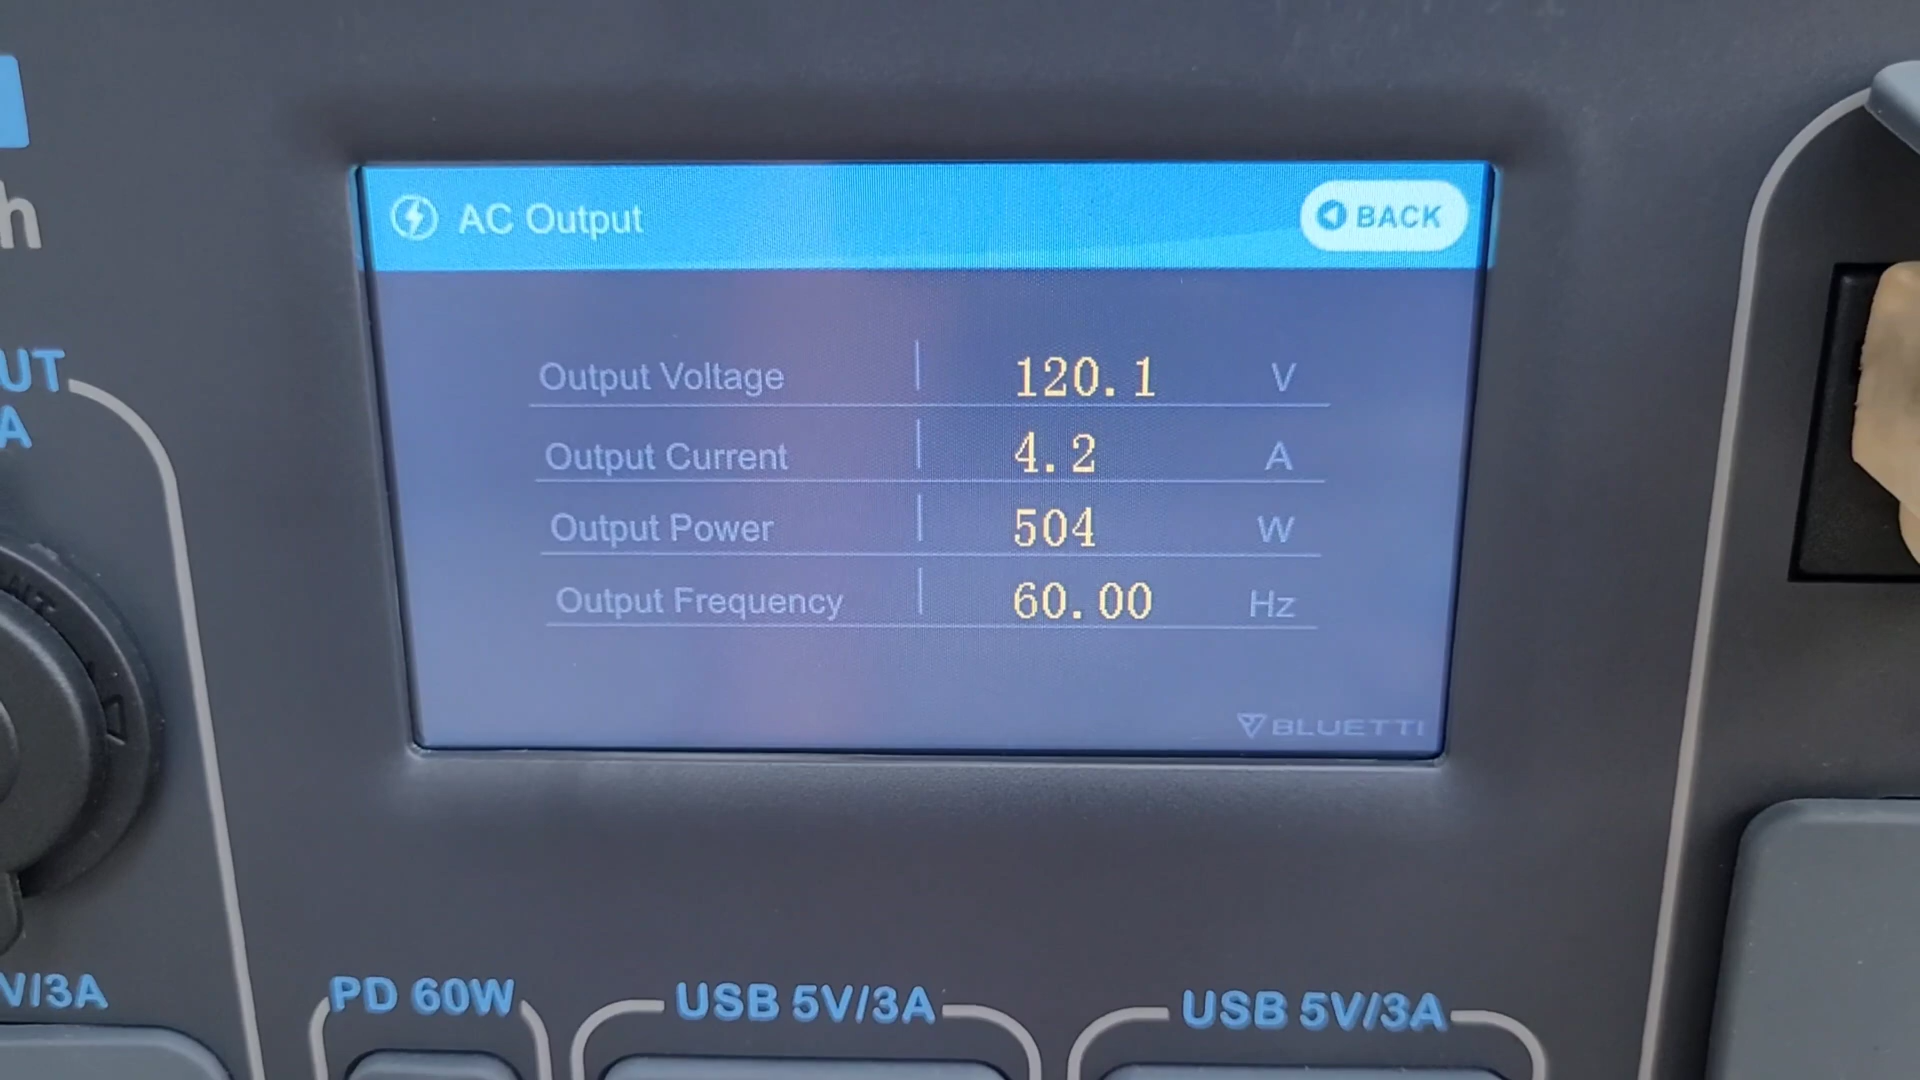 AC Output
BACK
Output Voltage 120.1 V
Output Current 4.2 A
Output Power 504 W
Output Frequency 60.00 Hz
BLUETTI
h
UT
A
V/3A
PD 60W
USB 5V/3A
USB 5V/3A